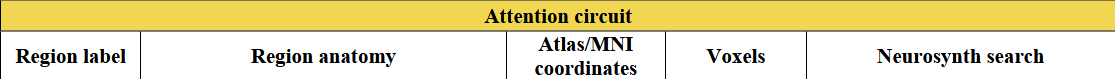 Attention circuit
Region label Region anatomy Atlas/MNI coordinates Voxels Neurosynth search